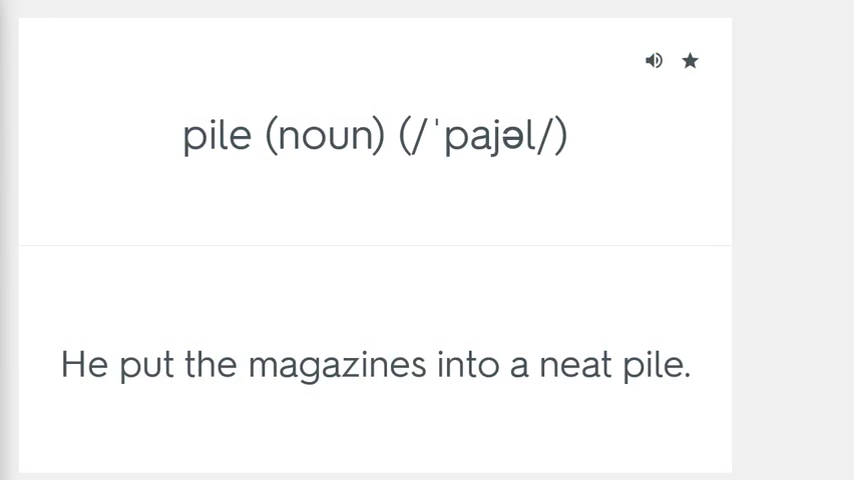 pile (noun) (/ˈpajəl/)
He put the magazines into a neat pile.